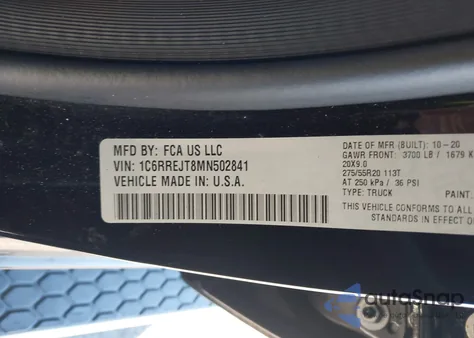 MFD BY: FCA US LLC
VIN: 1C6RREJT8MN502841
VEHICLE MADE IN: U.S.A.
DATE OF MFR (BUILT): 10-20
GAWR FRONT: 3700 LB / 1679 K
20X9.0
275/55R20 113T
AT 250 kPa / 36 PSI
TYPE: TRUCK PAINT:
THIS VEHICLE CONFORMS TO ALL
STANDARDS IN EFFECT O
autoSnap